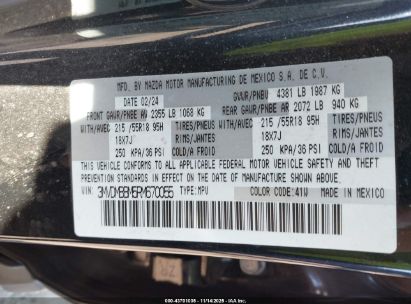 MFD. BY MAZDA MOTOR MANUFACTURING DE MEXICO S.A. DE C.V.
DATE 02/24 GVWR/PNBV 4381 LB 1987 KG
FRONT GAWR/PNBE AV 2355 LB 1068 KG REAR GAWR/PNBE AR 2072 LB 940 KG
WITH/AVEC 215 /55R18 95H TIRES/PNEUS WITH/AVEC 215 /55R18 95H TIRES/PNEUS
18X7J 18X7J
250 KPA/36 PSI COLD/A FROID 250 KPA/36 PSI COLD/A FROID
THIS VEHICLE CONFORMS TO ALL APPLICABLE FEDERAL MOTOR VEHICLE SAFETY AND THEFT
PREVENTION STANDARDS IN EFFECT ON THE DATE OF MANUFACTURE SHOWN ABOVE.
TYPE: MPV COLOR CODE: 41W MADE IN MEXICO